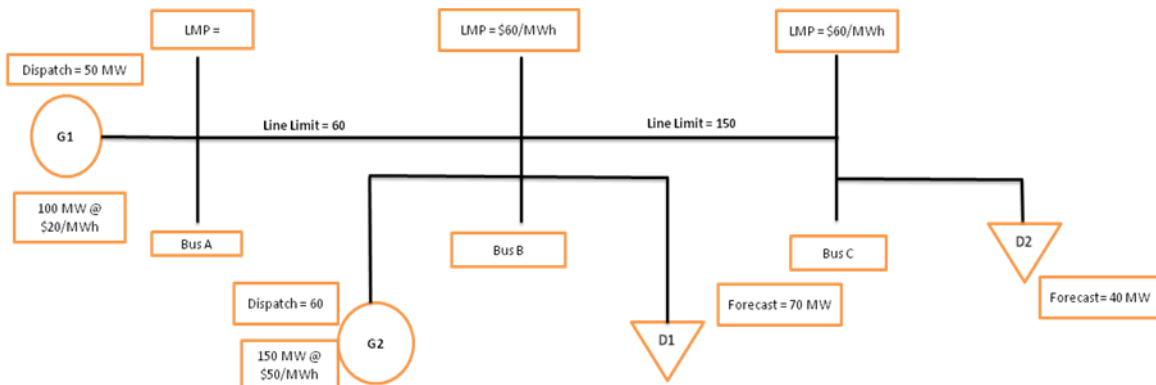 LMP =
LMP = $60/MWh
LMP = $60/MWh
Dispatch = 50 MW
G1
Line Limit = 60
Line Limit = 150
100 MW @
$20/MWh
Bus A
Bus B
Bus C
D2
Dispatch = 60
Forecast = 70 MW
Forecast= 40 MW
G2
D1
150 MW @
$50/MWh